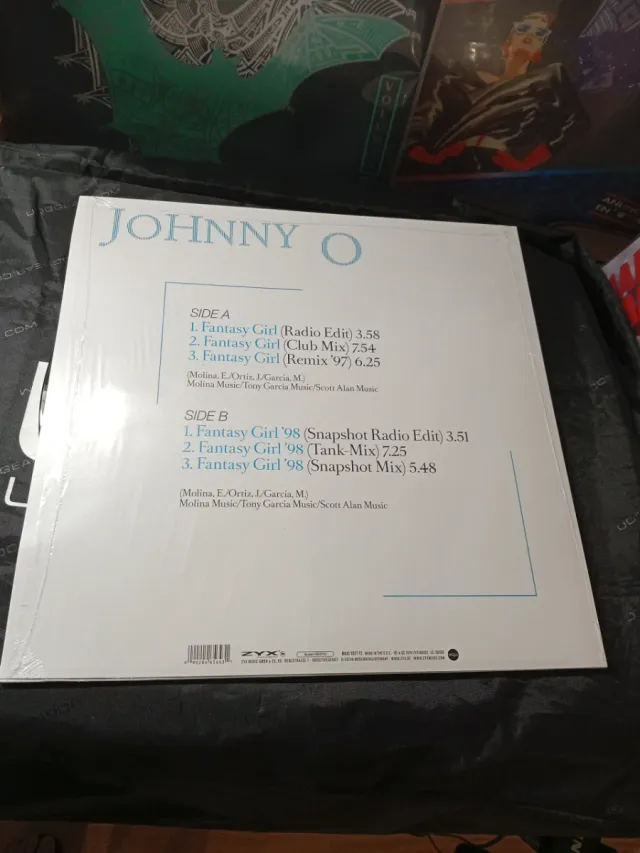 JOHNNY O
SIDE A
1. Fantasy Girl (Radio Edit) 3.58
2. Fantasy Girl (Club Mix) 7.54
3. Fantasy Girl (Remix '97) 6.25
(Molina, E./Ortiz, J./Garcia, M.)
Molina Music/Tony Garcia Music/Scott Alan Music
SIDE B
1. Fantasy Girl '98 (Snapshot Radio Edit) 3.51
2. Fantasy Girl '98 (Tank-Mix) 7.25
3. Fantasy Girl '98 (Snapshot Mix) 5.48
(Molina, E./Ortiz, J./Garcia, M.)
Molina Music/Tony Garcia Music/Scott Alan Music
ZYX